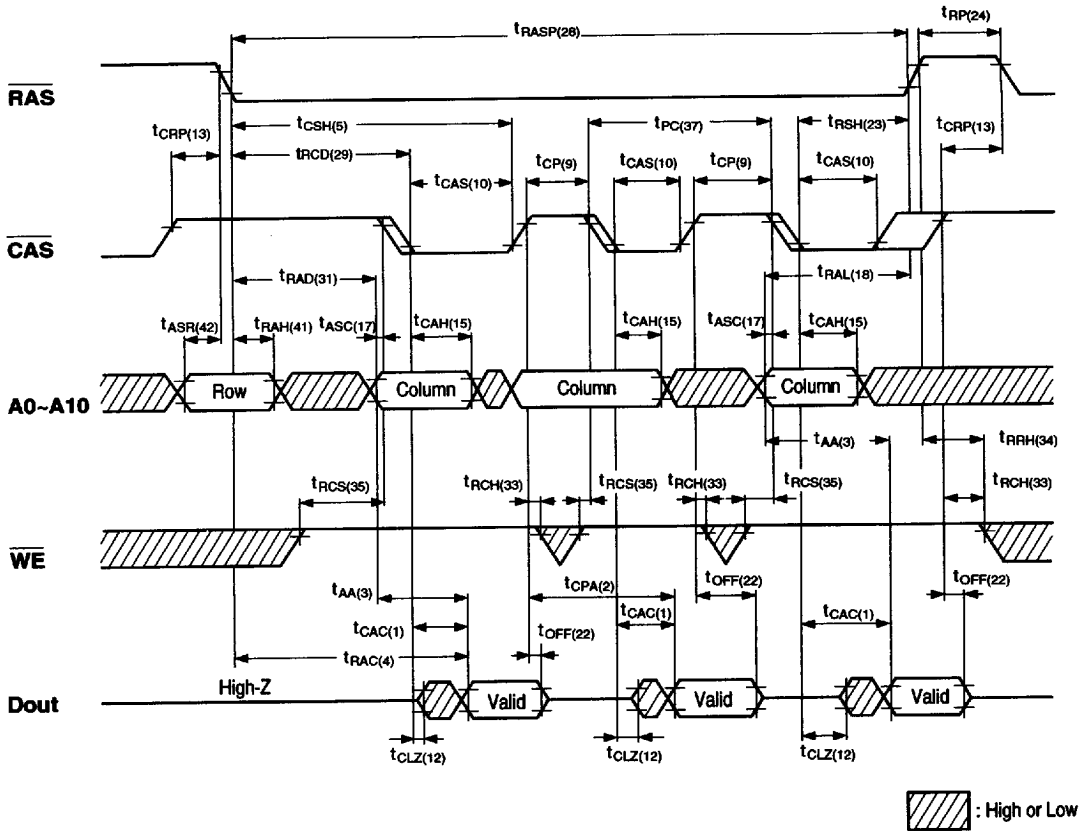 tRASP(28)
tRP(24)
RAS
tCRP(13)
tCSH(5)
tPC(37)
tRSH(23)
tCRP(13)
tRCD(29)
tCAS(10)
tCP(9)
tCAS(10)
tCP(9)
tCAS(10)
CAS
tRAD(31)
tRAL(18)
tASR(42)
tRAH(41)
tASC(17)
tCAH(15)
tCAH(15)
tASC(17)
tCAH(15)
A0~A10
Row
Column
Column
Column
tAA(3)
tRRH(34)
tRCS(35)
tRCH(33)
tRCS(35)
tRCH(33)
tRCS(35)
tRCH(33)
WE
tAA(3)
tCPA(2)
tOFF(22)
tOFF(22)
tCAC(1)
tCAC(1)
tCAC(1)
tOFF(22)
tRAC(4)
Dout
High-Z
Valid
Valid
Valid
tCLZ(12)
tCLZ(12)
tCLZ(12)
: High or Low